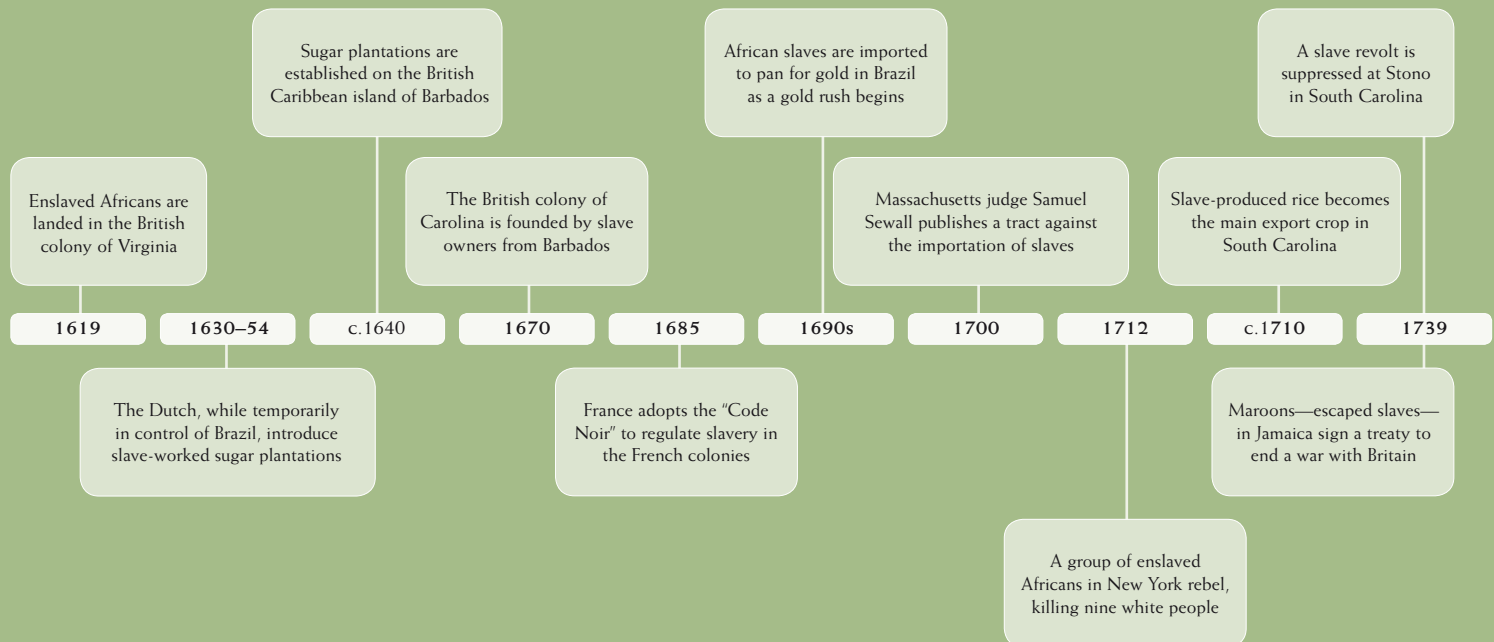 Sugar plantations are
established on the British
Caribbean island of Barbados
African slaves are imported
to pan for gold in Brazil
as a gold rush begins
A slave revolt is
suppressed at Stono
in South Carolina
Enslaved Africans are
landed in the British
colony of Virginia
The British colony of
Carolina is founded by slave
owners from Barbados
Massachusetts judge Samuel
Sewall publishes a tract against
the importation of slaves
Slave-produced rice becomes
the main export crop in
South Carolina
1619
1630–54
c.1640
1670
1685
1690s
1700
1712
c.1710
1739
The Dutch, while temporarily
in control of Brazil, introduce
slave-worked sugar plantations
France adopts the “Code
Noir” to regulate slavery in
the French colonies
Maroons—escaped slaves—
in Jamaica sign a treaty to
end a war with Britain
A group of enslaved
Africans in New York rebel,
killing nine white people